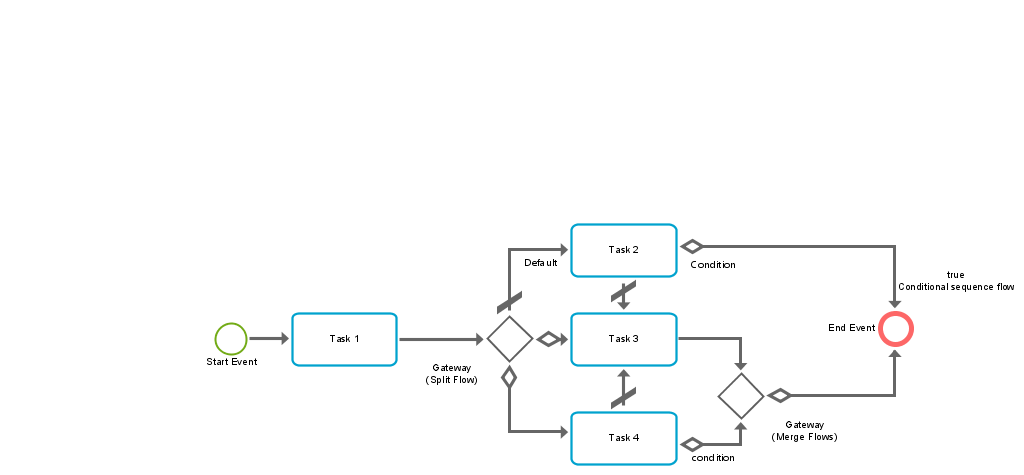 Task 2
Default
Condition
true
Conditional sequence flow
Task 1
Task 3
End Event
Start Event
Gateway
(Split Flow)
Gateway
(Merge Flows)
Task 4
condition